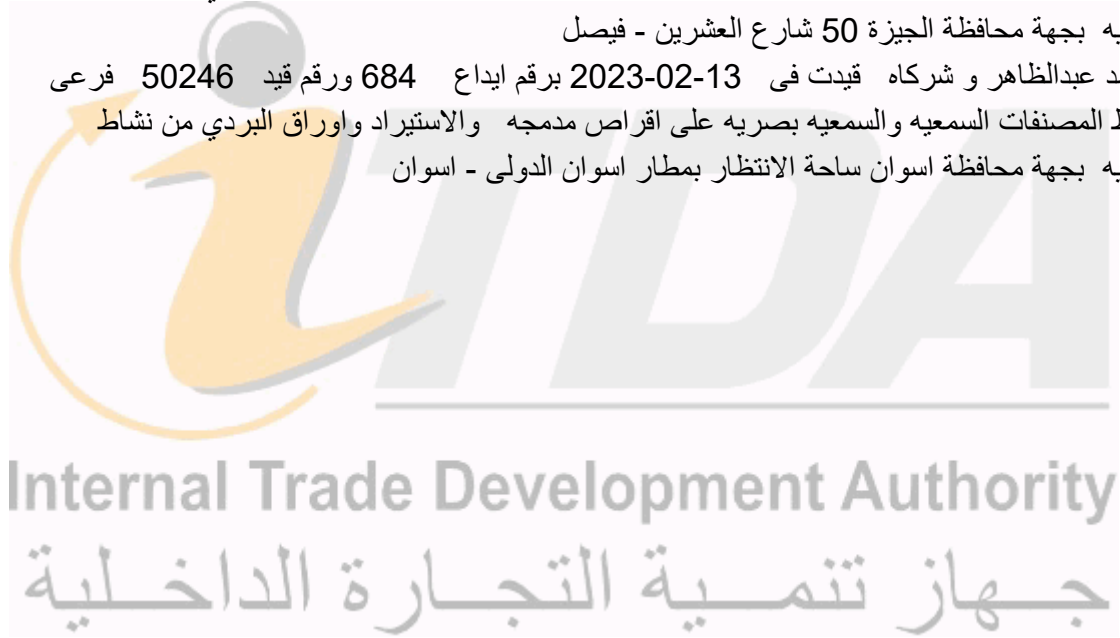 يه بجهة محافظة الجيزة 50 شارع العشرين - فيصل
د عبدالظاهر و شركاه قيدت فى 13-02-2023 برقم ايداع 684 ورقم قيد 50246 فرعى
المصنفات السمعيه والسمعيه بصريه على اقراص مدمجه والاستيراد واوراق البردي من نشاط
يه بجهة محافظة اسوان ساحة الانتظار بمطار اسوان الدولى - اسوان
iTDA
Internal Trade Development Authority
جهاز تنمية التجارة الداخلية